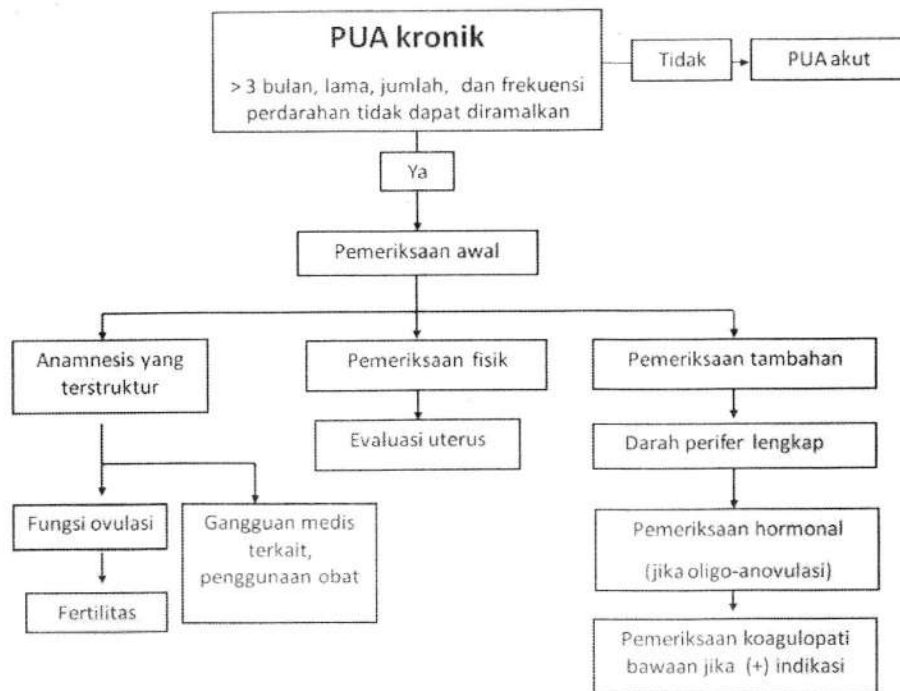 PUA kronik
> 3 bulan, lama, jumlah, dan frekuensi
perdarahan tidak dapat diramalkan
Tidak
PUA akut
Ya
Pemeriksaan awal
Anamnesis yang
terstruktur
Pemeriksaan fisik
Pemeriksaan tambahan
Evaluasi uterus
Darah perifer lengkap
Fungsi ovulasi
Gangguan medis
terkait,
penggunaan obat
Pemeriksaan hormonal
(jika oligo-anovulasi)
Fertilitas
Pemeriksaan koagulopati
bawaan jika (+) indikasi